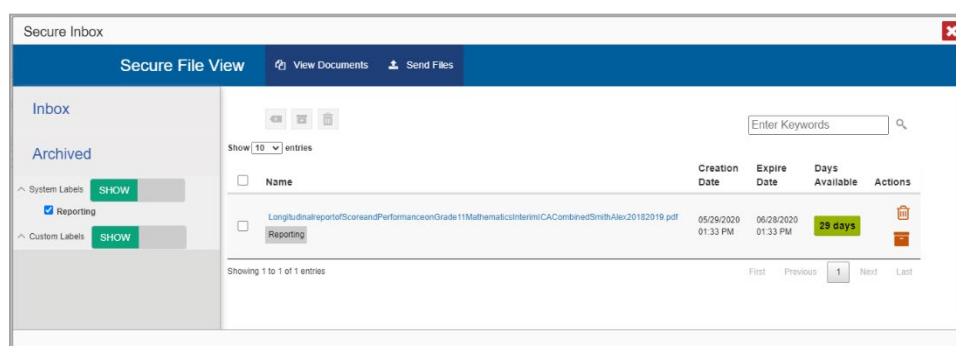 Secure Inbox
Secure File View
View Documents
Send Files
Inbox
Archived
System Labels SHOW
Reporting
Custom Labels SHOW
Enter Keywords
Show 10 entries
Name
Creation Date
Expire Date
Days Available
Actions
LongitudinalreportofScoreandPerformanceonGrade11MathematicsInterimICACombinedSmithAlex20182019.pdf
Reporting
05/29/2020
01:33 PM
06/28/2020
01:33 PM
29 days
Showing 1 to 1 of 1 entries
First Previous 1 Next Last